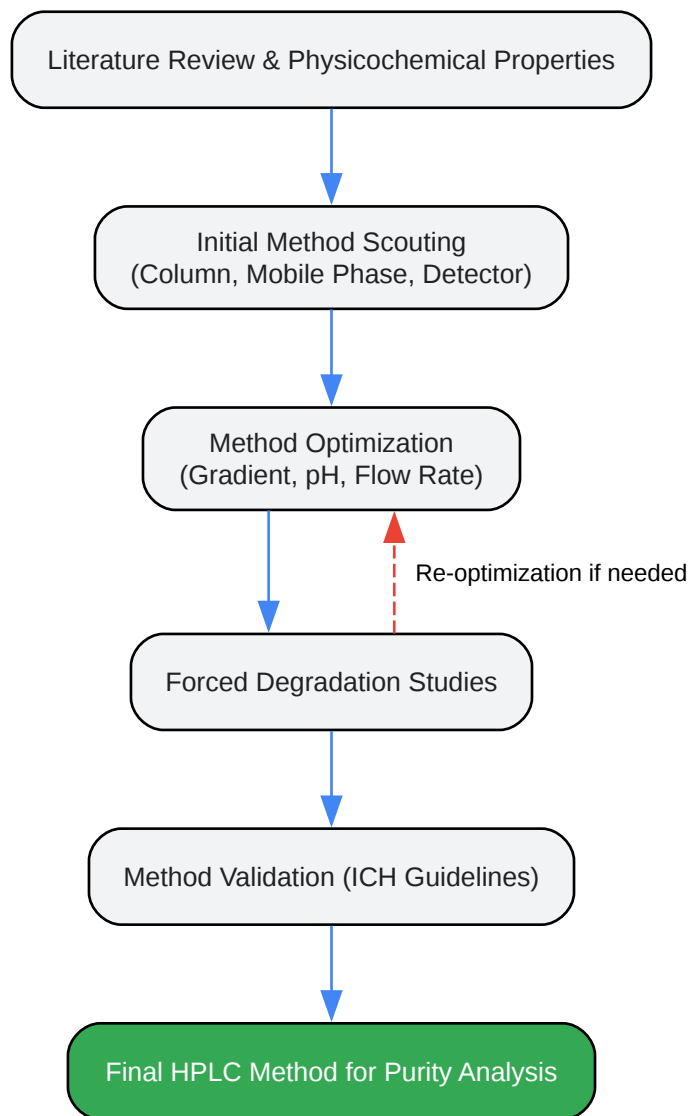 Literature Review & Physicochemical Properties
Initial Method Scouting
(Column, Mobile Phase, Detector)
Method Optimization
(Gradient, pH, Flow Rate)
Re-optimization if needed
Forced Degradation Studies
Method Validation (ICH Guidelines)
Final HPLC Method for Purity Analysis